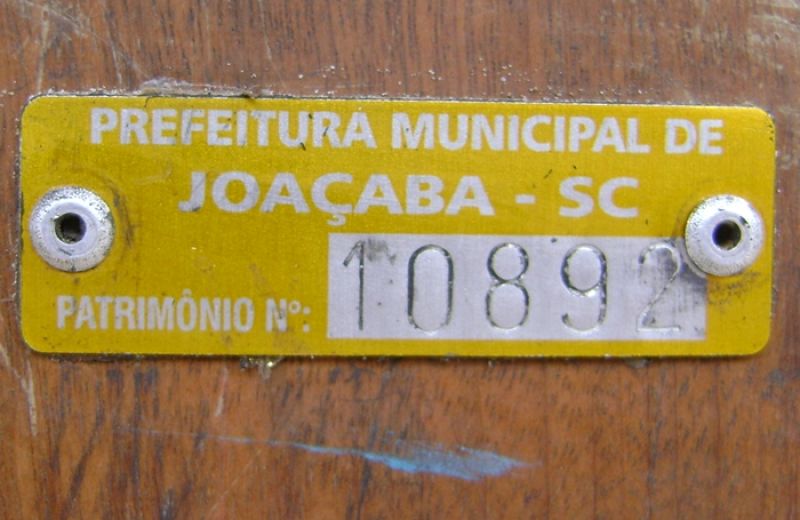 PREFEITURA MUNICIPAL DE
JOAÇABA - SC
PATRIMÔNIO Nº: 10892